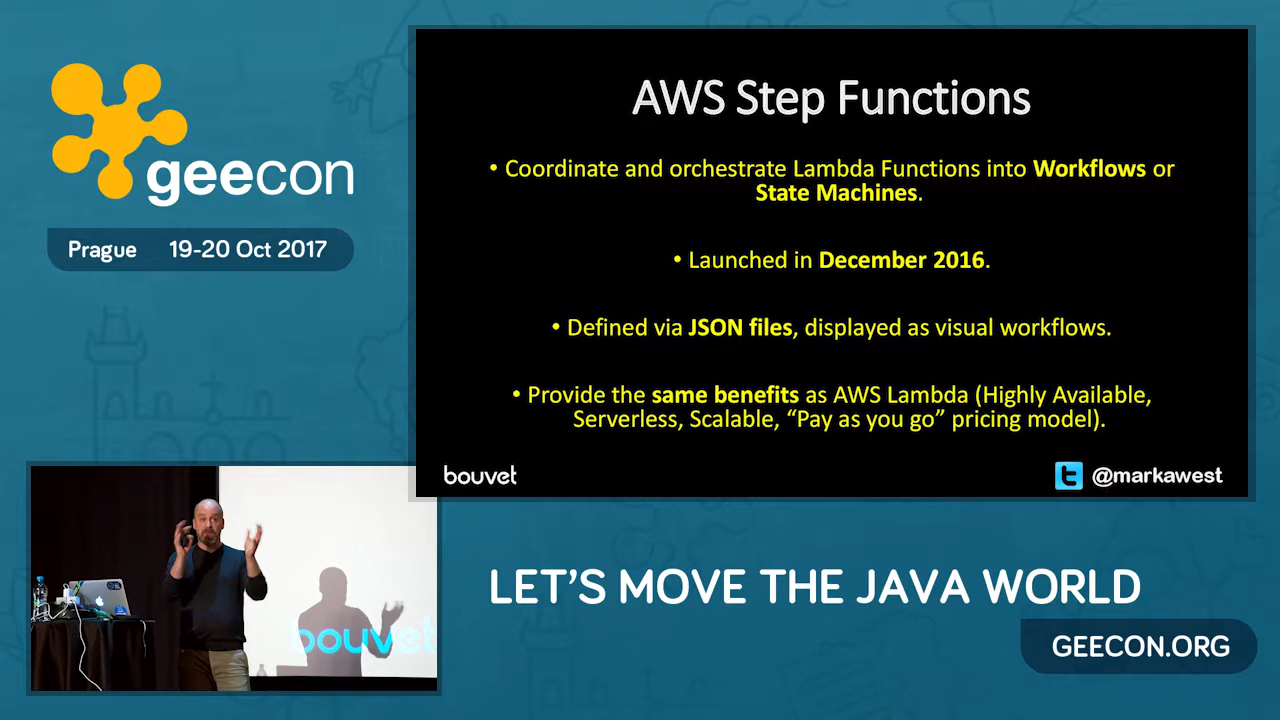 geecon
Prague 19-20 Oct 2017
AWS Step Functions
• Coordinate and orchestrate Lambda Functions into Workflows or
State Machines.
• Launched in December 2016.
• Defined via JSON files, displayed as visual workflows.
• Provide the same benefits as AWS Lambda (Highly Available,
Serverless, Scalable, “Pay as you go” pricing model).
bouvet
@markawest
bouvet
LET’S MOVE THE JAVA WORLD
GEECON.ORG